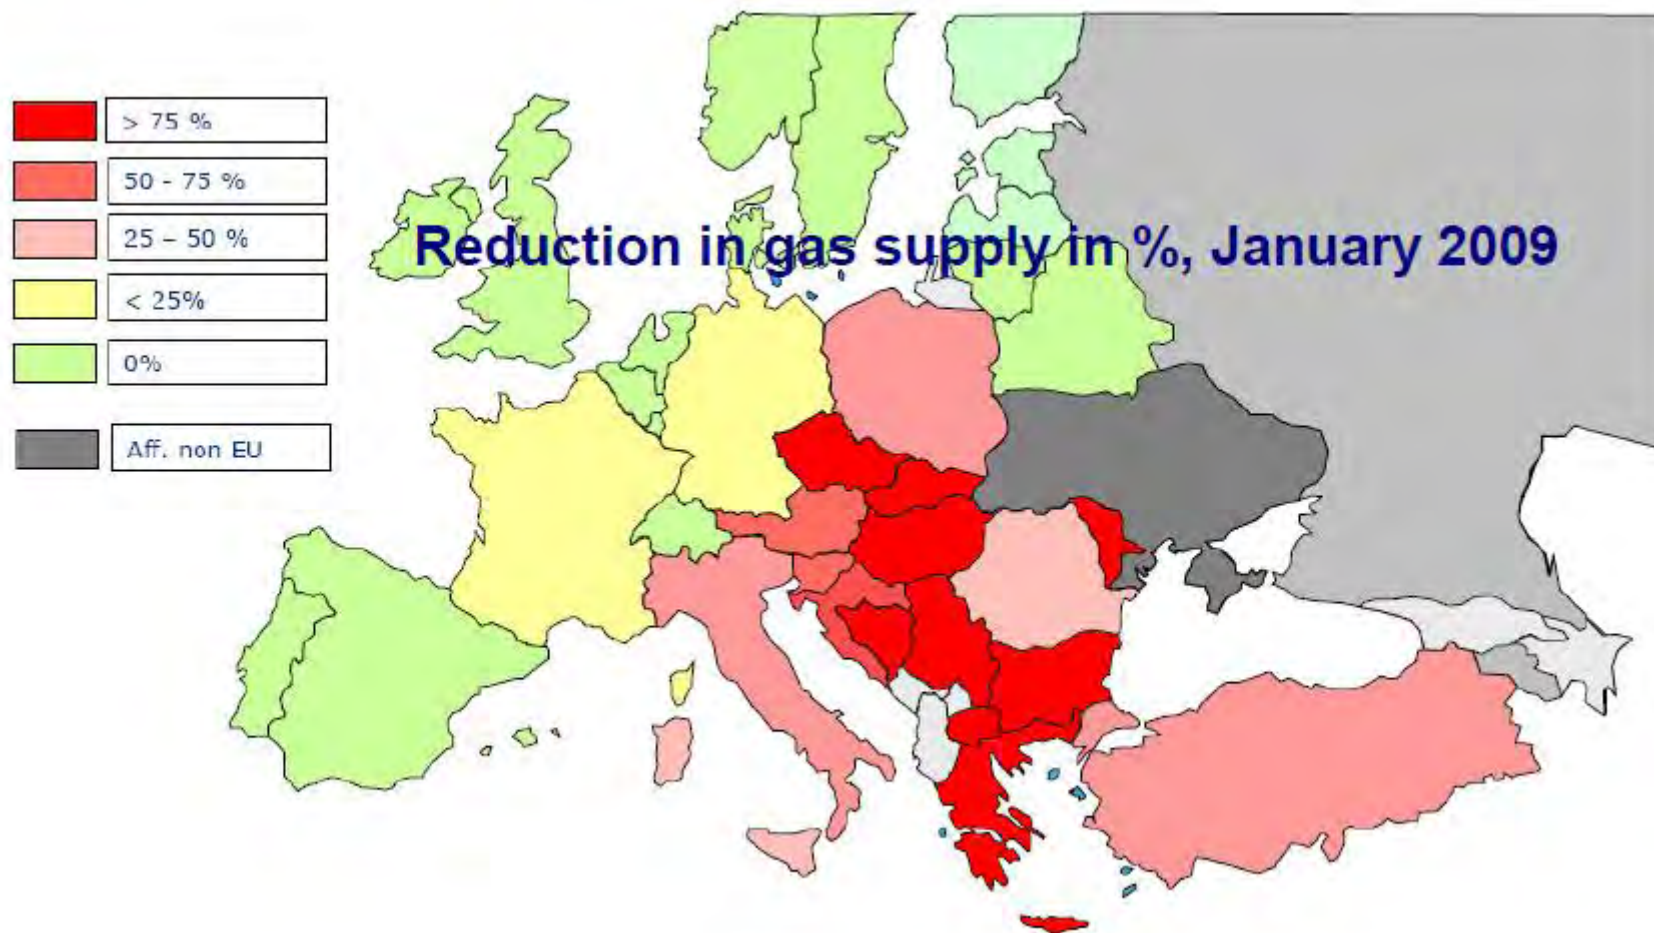 Reduction in gas supply in %, January 2009
> 75 %
50 - 75 %
25 – 50 %
< 25%
0%
Aff. non EU